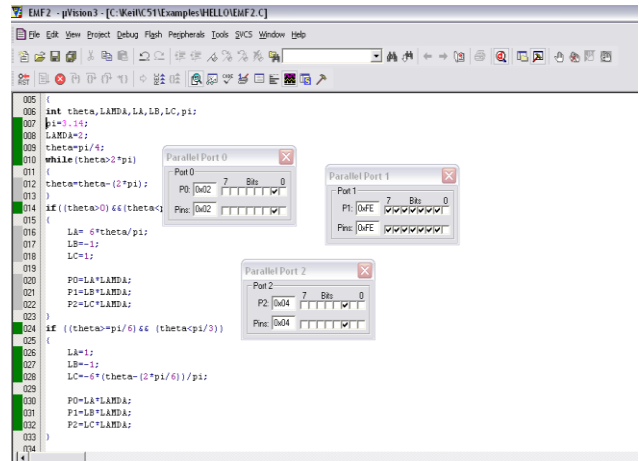 EMF2 - µVision3 - [C:\Keil\C51\Examples\HELLO\EMF2.C]
File Edit View Project Debug Flash Peripherals Tools SVCS Window Help
005 {
006 int theta,LAMDA,LA,LB,LC,pi;
007 pi=3.14;
008 LAMDA=2;
009 theta=pi/4;
010 while(theta>2*pi)
011 {
012 theta=theta-(2*pi);
013 }
014 if((theta>0)&&(theta<p
015 {
016 LA= 6*theta/pi;
017 LB=-1;
018 LC=1;
019
020 P0=LA*LAMDA;
021 P1=LB*LAMDA;
022 P2=LC*LAMDA;
023 }
024 if ((theta>=pi/6)&& (theta<pi/3))
025 {
026 LA=1;
027 LB=-1;
028 LC=-6*(theta-(2*pi/6))/pi;
029
030 P0=LA*LAMDA;
031 P1=LB*LAMDA;
032 P2=LC*LAMDA;
033 }
034
Parallel Port 0
Port 0
7 Bits 0
P0: 0x02
Pins: 0x02
Parallel Port 1
Port 1
7 Bits 0
P1: 0xFE
Pins: 0xFE
Parallel Port 2
Port 2
7 Bits 0
P2: 0x04
Pins: 0x04